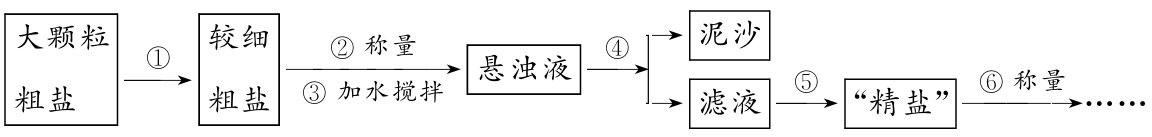 大颗粒
粗盐
①
较细
粗盐
② 称量
③ 加水搅拌
悬浊液
④
泥沙
滤液
⑤
“精盐”
⑥ 称量
……